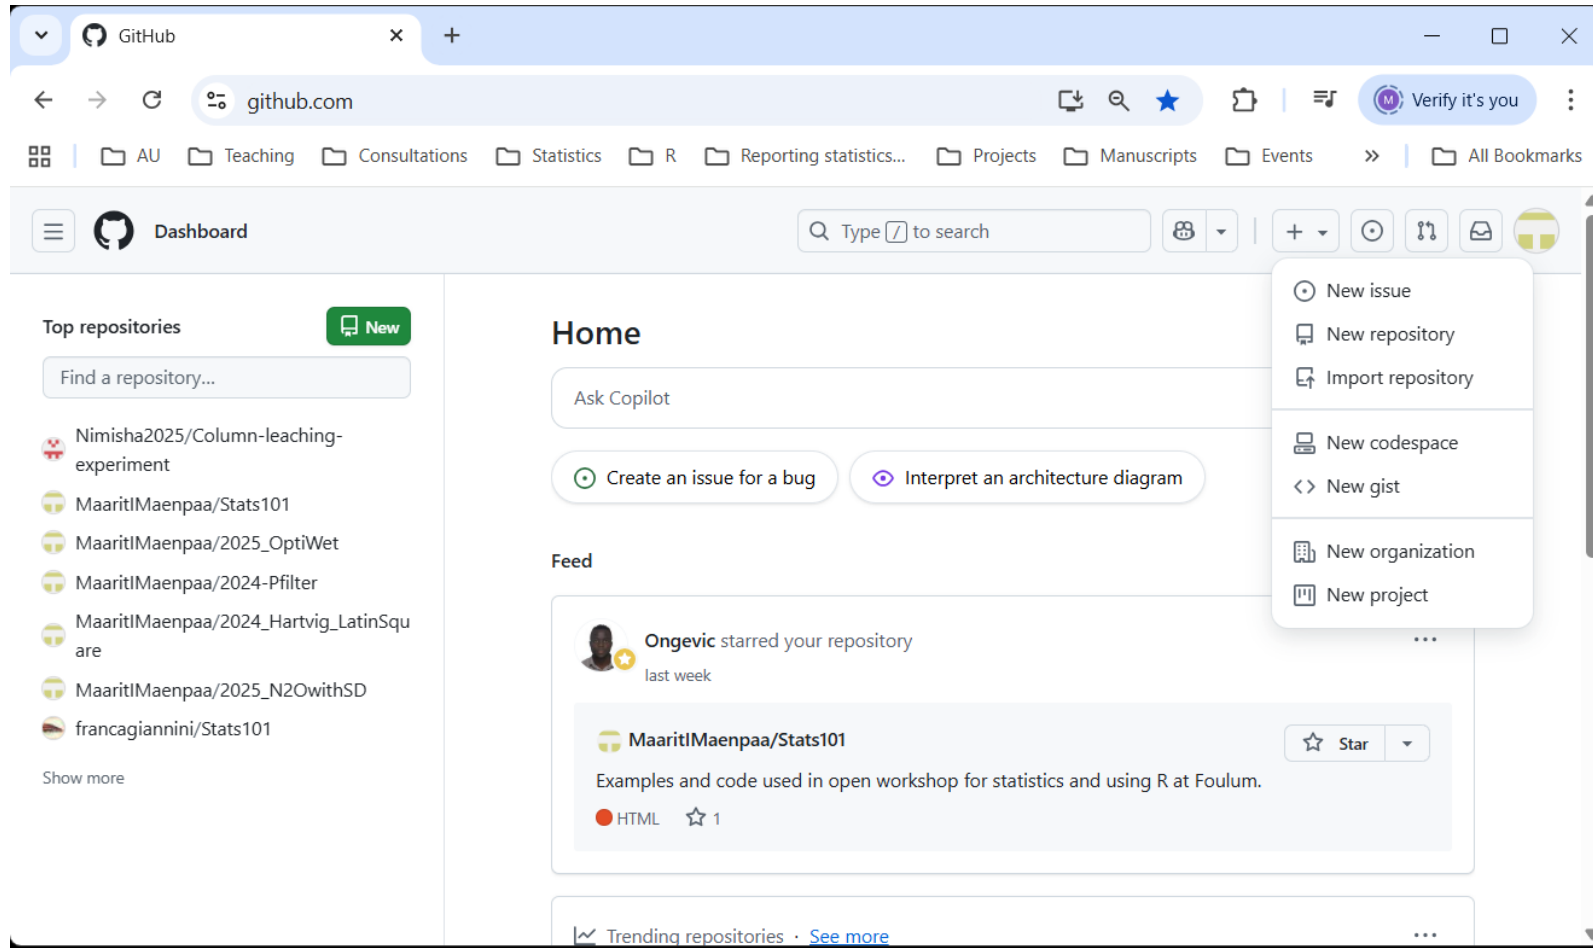 GitHub
github.com
Verify it's you
AU
Teaching
Consultations
Statistics
R
Reporting statistics...
Projects
Manuscripts
Events
All Bookmarks
Dashboard
Type / to search
Top repositories
New
Find a repository...
Nimisha2025/Column-leaching-
experiment
MaaritIMaenpaa/Stats101
MaaritIMaenpaa/2025_OptiWet
MaaritIMaenpaa/2024-Pfilter
MaaritIMaenpaa/2024_Hartvig_LatinSqu
are
MaaritIMaenpaa/2025_N2OwithSD
francagiannini/Stats101
Show more
Home
Ask Copilot
Create an issue for a bug
Interpret an architecture diagram
Feed
Ongevic starred your repository
last week
MaaritIMaenpaa/Stats101
Star
Examples and code used in open workshop for statistics and using R at Foulum.
HTML
1
Trending repositories · See more
New issue
New repository
Import repository
New codespace
New gist
New organization
New project
M